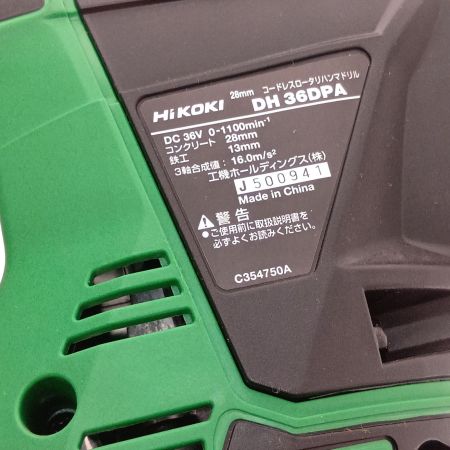 HiKOKI 28mm コードレスロータリハンマドリル
DH 36DPA
DC 36V 0-1100min⁻¹
コンクリート 28mm
鉄工 13mm
3軸合成値: 16.0m/s²
工機ホールディングス(株)
J500941
Made in China
⚠警告
●ご使用前に取扱説明書を
必ずよくお読みください。
C354750A